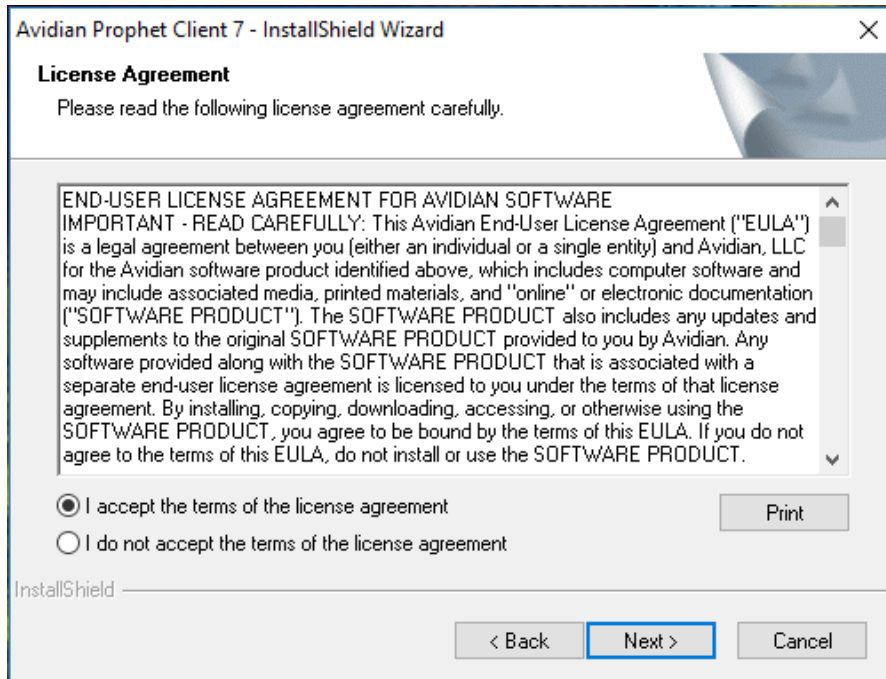 Avidian Prophet Client 7 - InstallShield Wizard
License Agreement
Please read the following license agreement carefully.
END-USER LICENSE AGREEMENT FOR AVIDIAN SOFTWARE
IMPORTANT - READ CAREFULLY: This Avidian End-User License Agreement ("EULA")
is a legal agreement between you (either an individual or a single entity) and Avidian, LLC
for the Avidian software product identified above, which includes computer software and
may include associated media, printed materials, and "online" or electronic documentation
("SOFTWARE PRODUCT"). The SOFTWARE PRODUCT also includes any updates and
supplements to the original SOFTWARE PRODUCT provided to you by Avidian. Any
software provided along with the SOFTWARE PRODUCT that is associated with a
separate end-user license agreement is licensed to you under the terms of that license
agreement. By installing, copying, downloading, accessing, or otherwise using the
SOFTWARE PRODUCT, you agree to be bound by the terms of this EULA. If you do not
agree to the terms of this EULA, do not install or use the SOFTWARE PRODUCT.
I accept the terms of the license agreement
Print
I do not accept the terms of the license agreement
InstallShield
< Back
Next >
Cancel